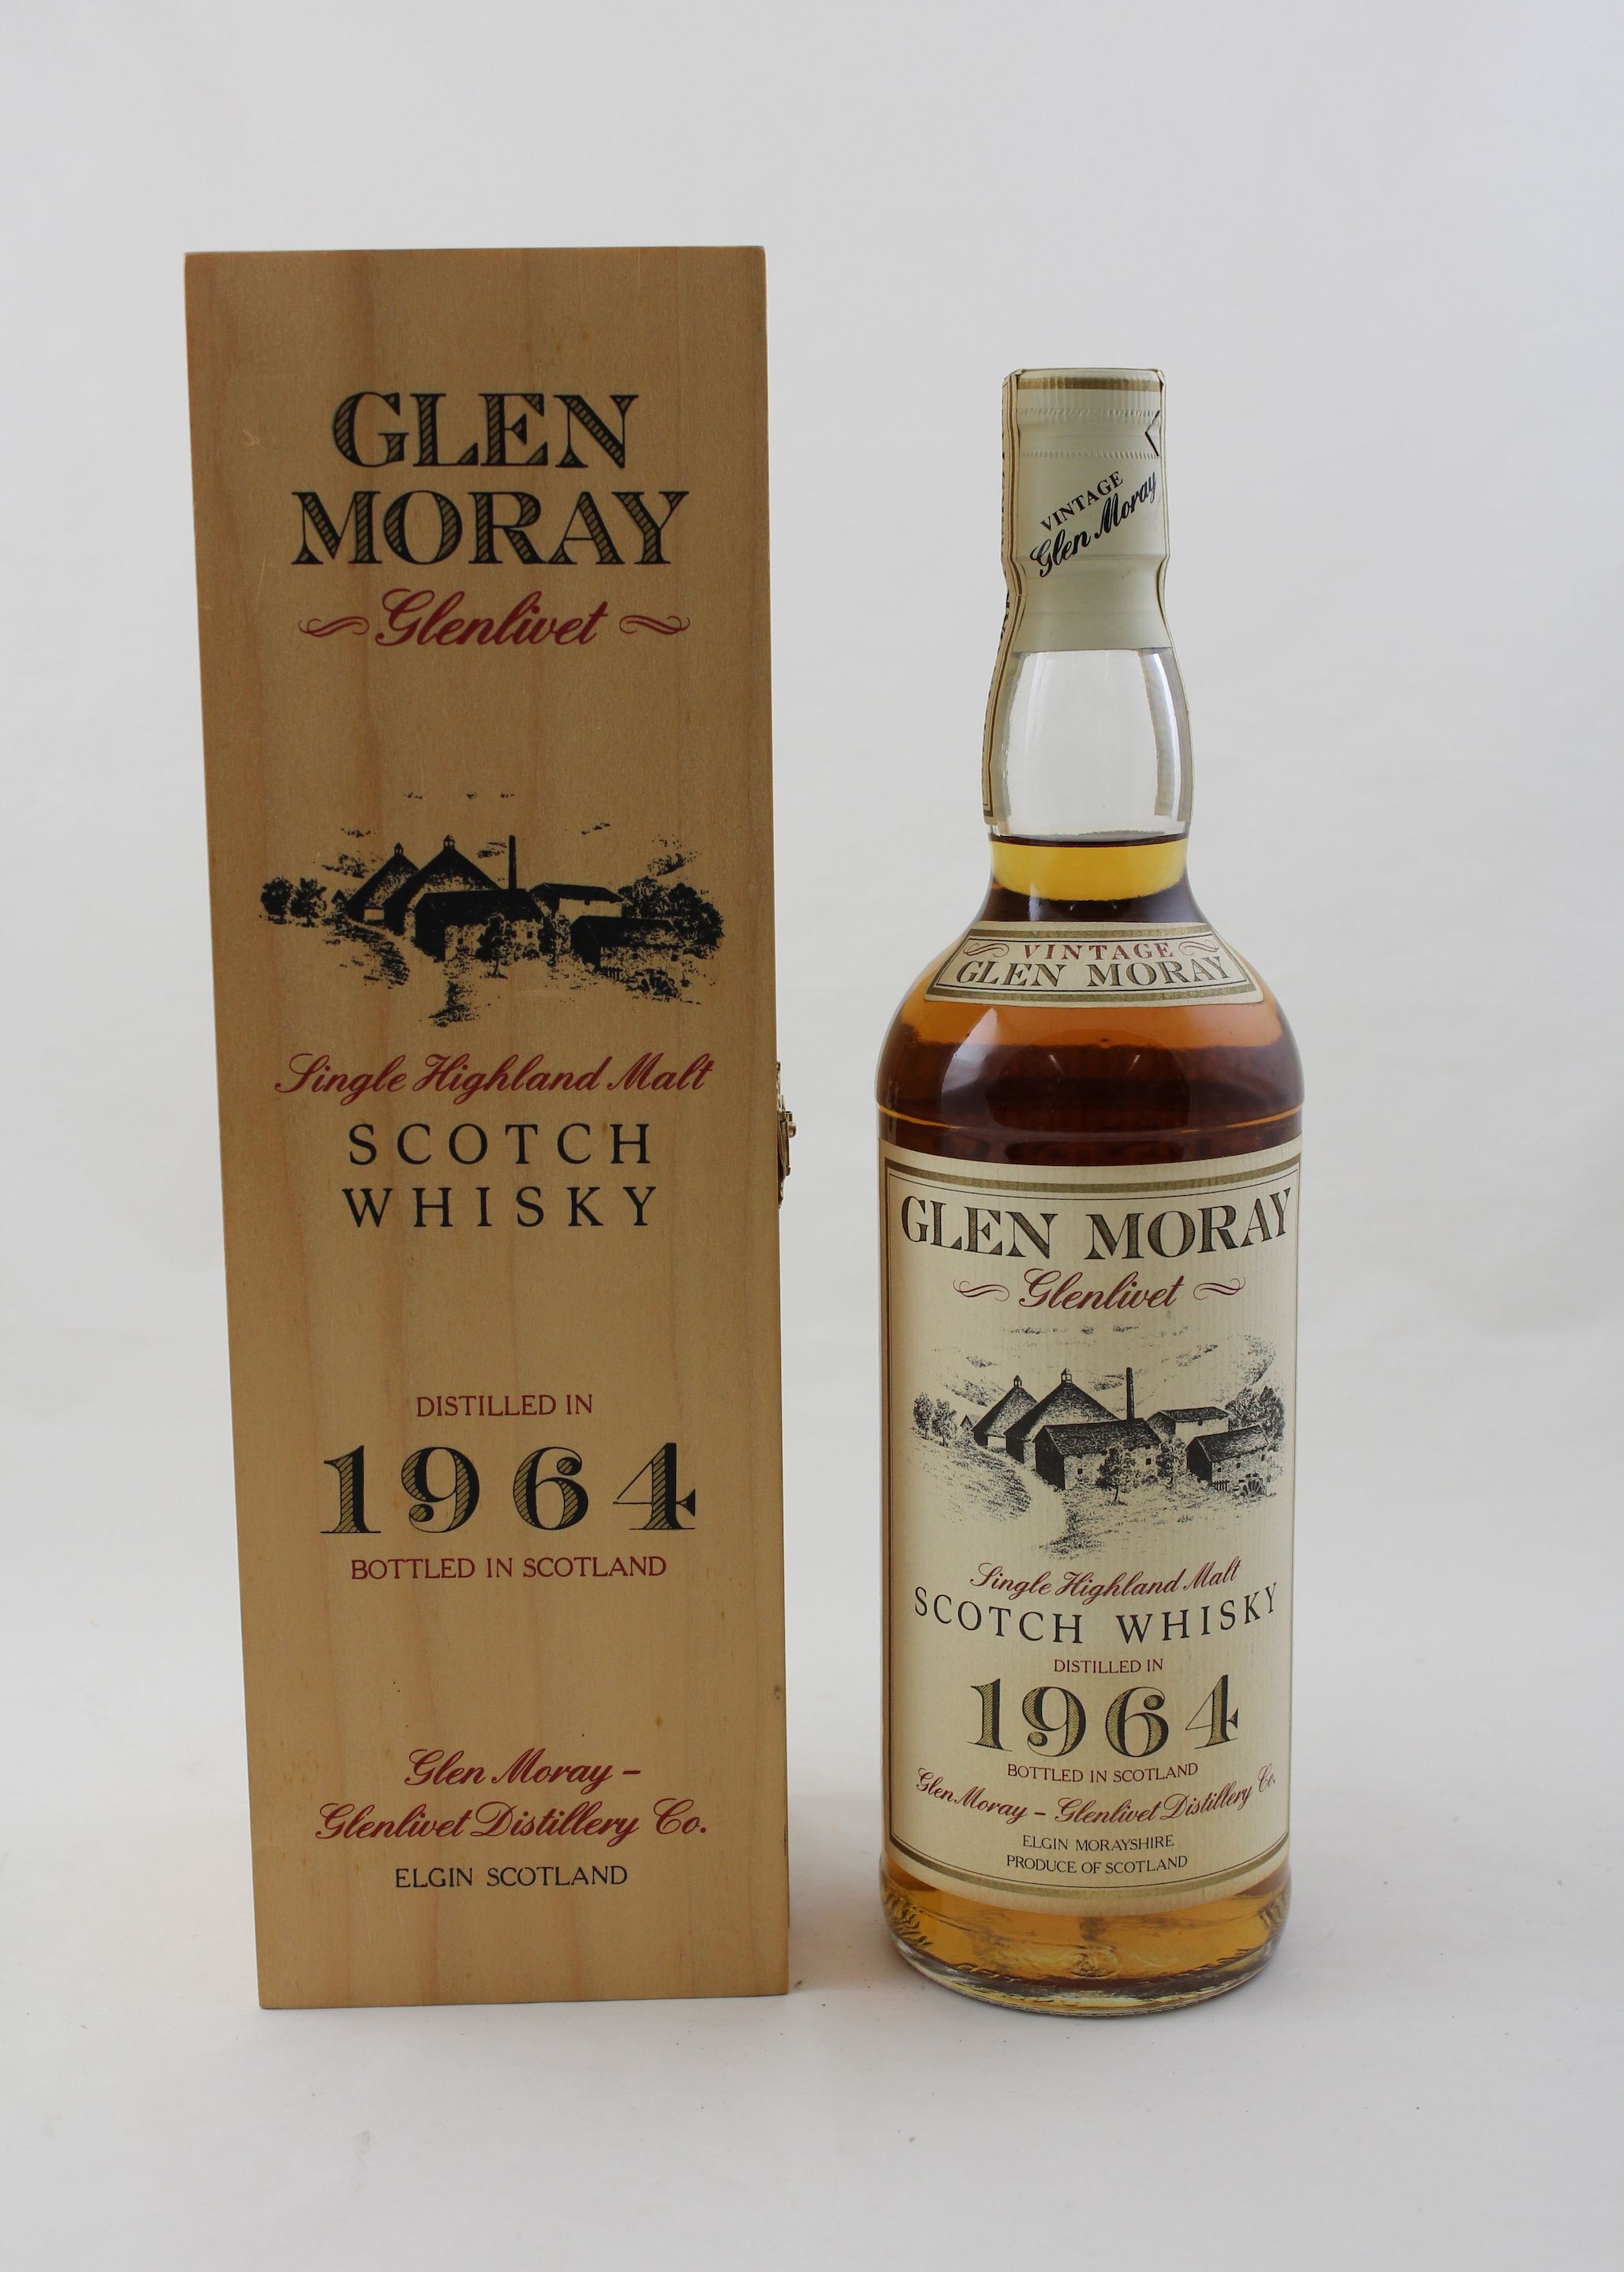 GLEN
MORAY
Glenlivet
Single Highland Malt
SCOTCH
WHISKY
DISTILLED IN
1964
BOTTLED IN SCOTLAND
Glen Moray –
Glenlivet Distillery Co.
ELGIN SCOTLAND
VINTAGE
Glen Moray
VINTAGE
GLEN MORAY
GLEN MORAY
Glenlivet
Single Highland Malt
SCOTCH WHISKY
DISTILLED IN
1964
BOTTLED IN SCOTLAND
Glen Moray – Glenlivet Distillery Co.
ELGIN MORAYSHIRE
PRODUCE OF SCOTLAND